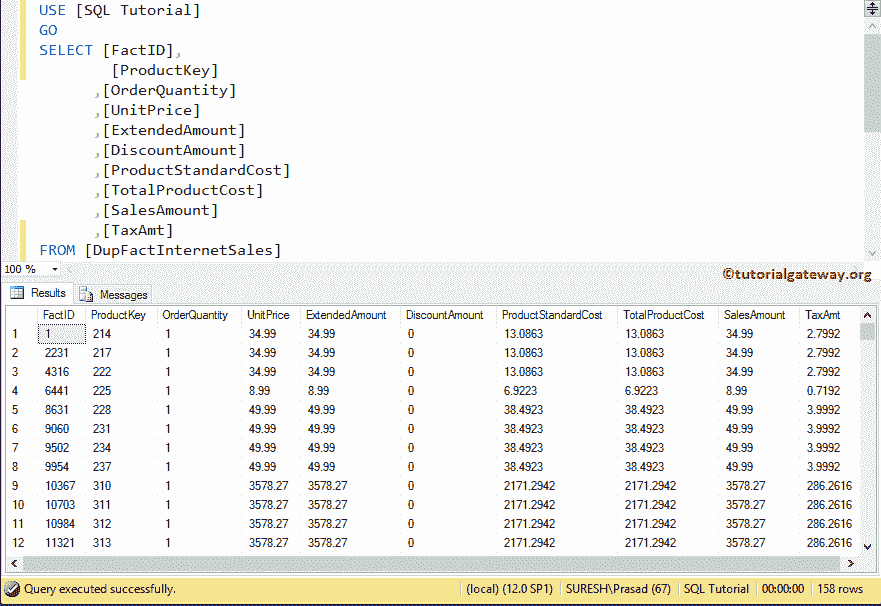 USE [SQL Tutorial]
GO
SELECT [FactID],
[ProductKey]
,[OrderQuantity]
,[UnitPrice]
,[ExtendedAmount]
,[DiscountAmount]
,[ProductStandardCost]
,[TotalProductCost]
,[SalesAmount]
,[TaxAmt]
FROM [DupFactInternetSales]
100 %
©tutorialgateway.org
Results Messages
FactID ProductKey OrderQuantity UnitPrice ExtendedAmount DiscountAmount ProductStandardCost TotalProductCost SalesAmount TaxAmt
1 1 214 1 34.99 34.99 0 13.0863 13.0863 34.99 2.7992
2 2231 217 1 34.99 34.99 0 13.0863 13.0863 34.99 2.7992
3 4316 222 1 34.99 34.99 0 13.0863 13.0863 34.99 2.7992
4 6441 225 1 8.99 8.99 0 6.9223 6.9223 8.99 0.7192
5 8631 228 1 49.99 49.99 0 38.4923 38.4923 49.99 3.9992
6 9060 231 1 49.99 49.99 0 38.4923 38.4923 49.99 3.9992
7 9502 234 1 49.99 49.99 0 38.4923 38.4923 49.99 3.9992
8 9954 237 1 49.99 49.99 0 38.4923 38.4923 49.99 3.9992
9 10367 310 1 3578.27 3578.27 0 2171.2942 2171.2942 3578.27 286.2616
10 10703 311 1 3578.27 3578.27 0 2171.2942 2171.2942 3578.27 286.2616
11 10984 312 1 3578.27 3578.27 0 2171.2942 2171.2942 3578.27 286.2616
12 11321 313 1 3578.27 3578.27 0 2171.2942 2171.2942 3578.27 286.2616
Query executed successfully. (local) (12.0 SP1) SURESH\Prasad (67) SQL Tutorial 00:00:00 158 rows